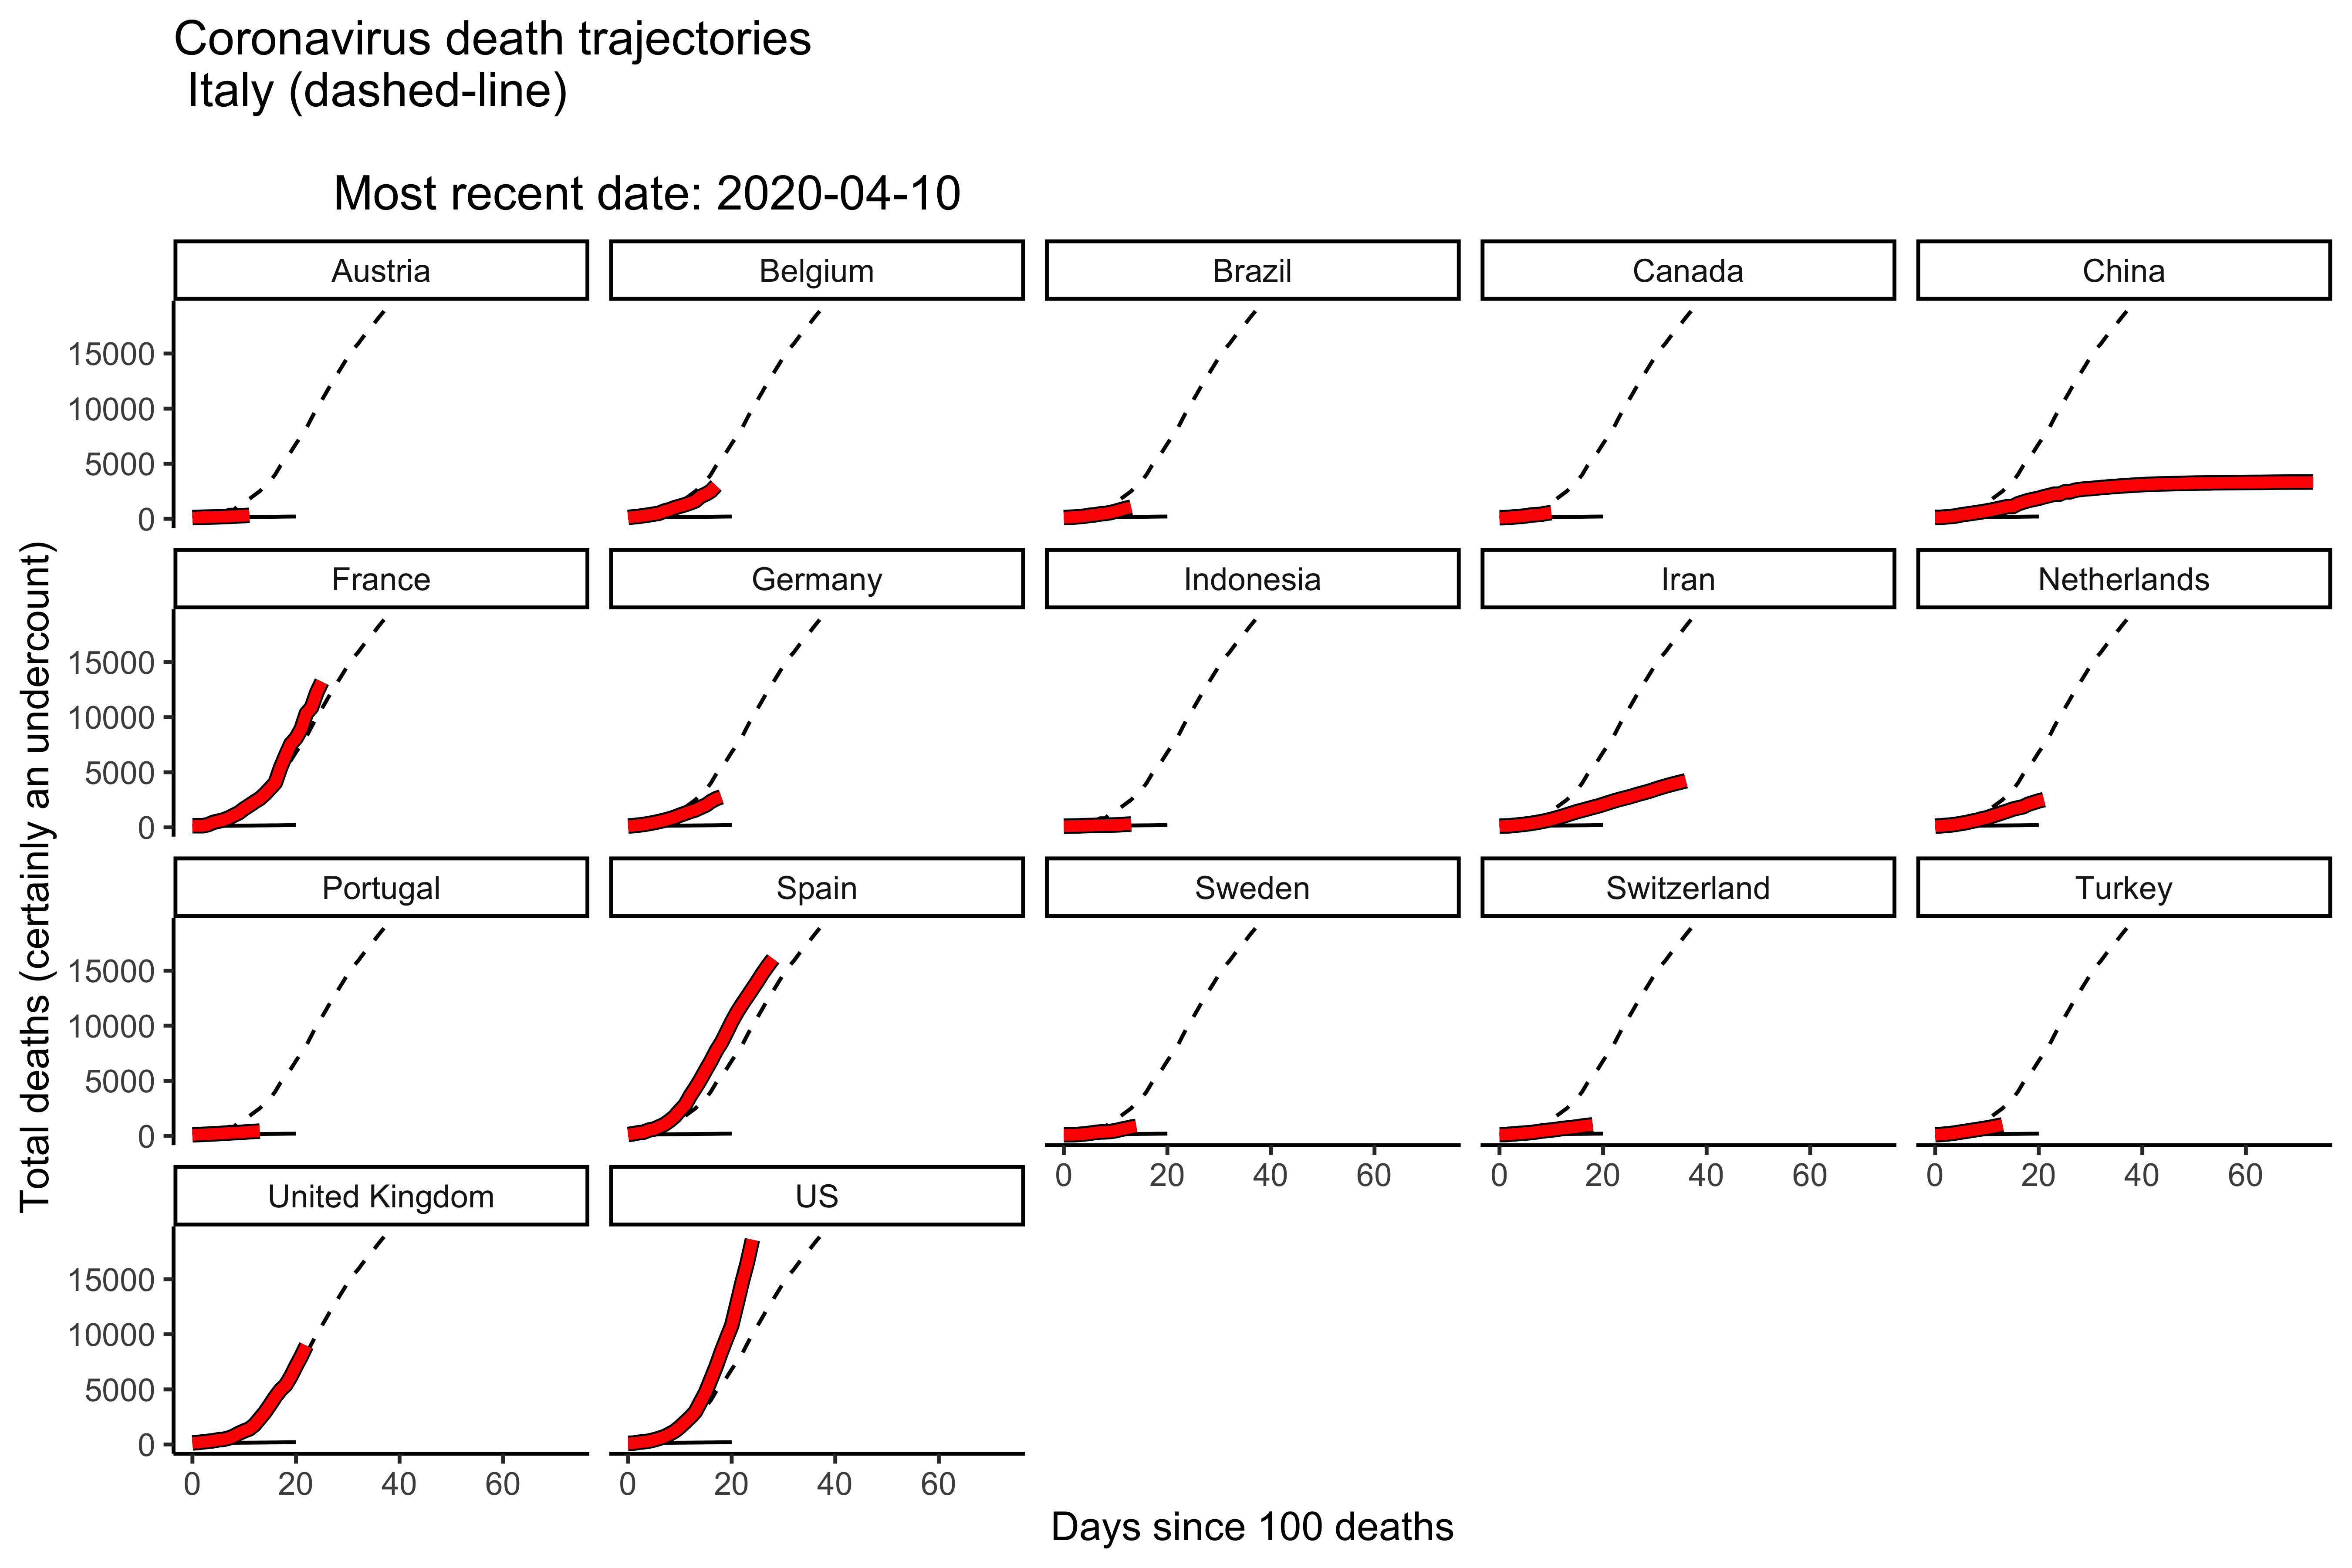 Coronavirus death trajectories
Italy (dashed-line)
Most recent date: 2020-04-10
Total deaths (certainly an undercount)
Austria
Belgium
Brazil
Canada
China
15000
10000
5000
0
France
Germany
Indonesia
Iran
Netherlands
15000
10000
5000
0
Portugal
Spain
Sweden
Switzerland
Turkey
15000
10000
5000
0
0 20 40 60
0 20 40 60
0 20 40 60
United Kingdom
US
15000
10000
5000
0
0 20 40 60
0 20 40 60
Days since 100 deaths